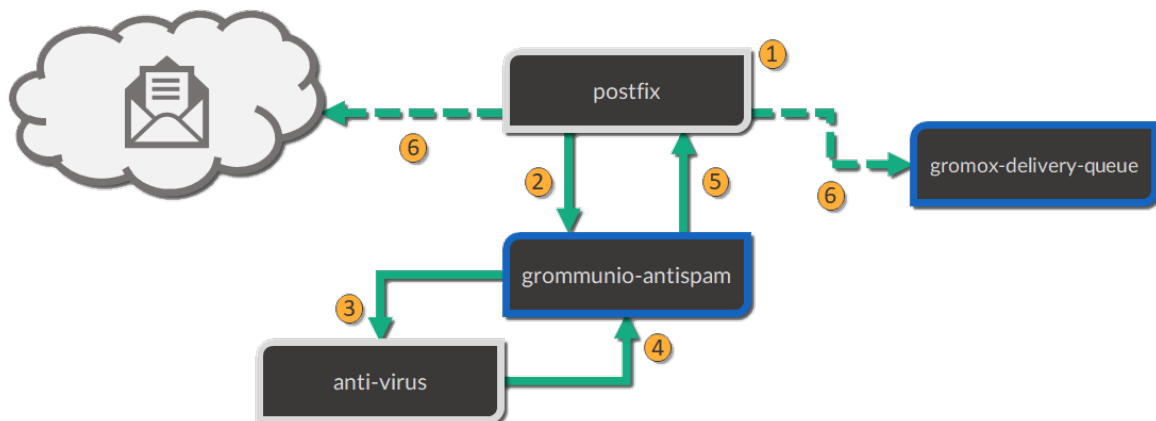 1
postfix
6
gromox-delivery-queue
2
5
6
grommunio-antispam
3
4
anti-virus